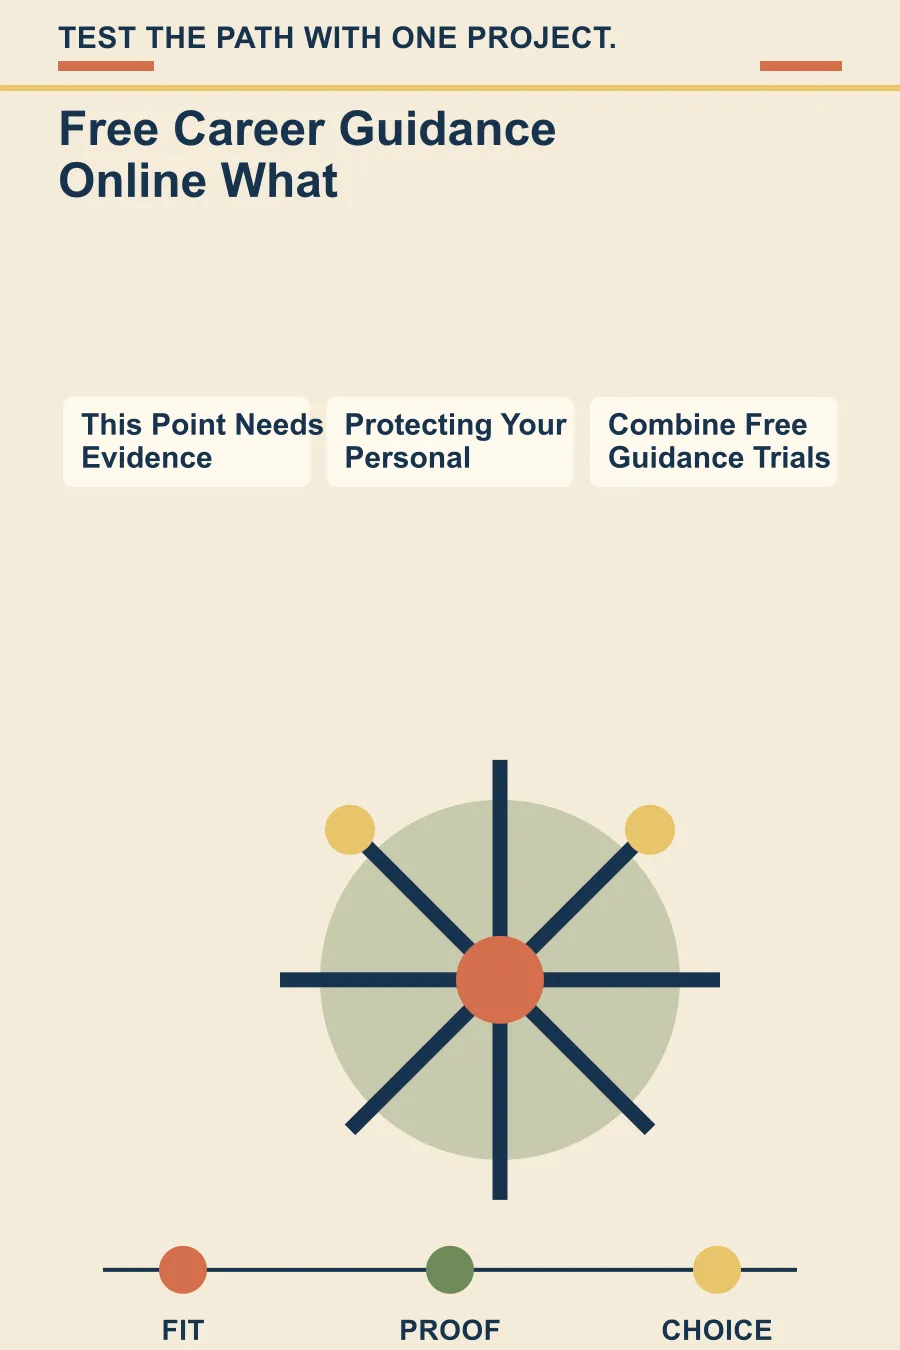 TEST THE PATH WITH ONE PROJECT.
Free Career Guidance
Online What
This Point Needs
Evidence
Protecting Your
Personal
Combine Free
Guidance Trials
FIT
PROOF
CHOICE